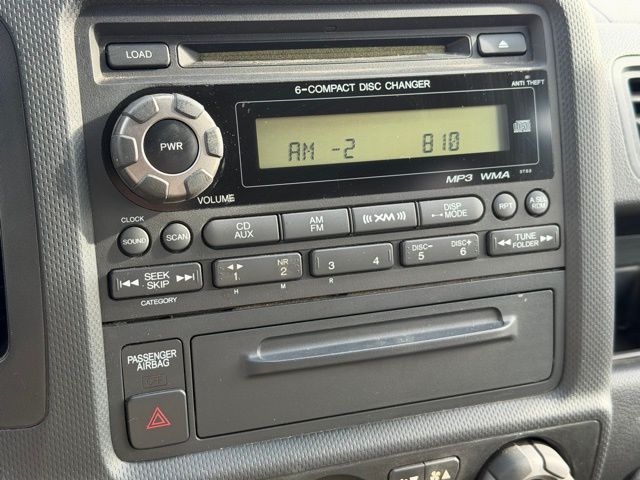 LOAD
6-COMPACT DISC CHANGER
ANTI THEFT
AM -2 810
PWR
VOLUME
MP3 WMA
CLOCK
SOUND
SCAN
CD
AUX
AM
FM
XM
DISP
MODE
RPT
A.SEL
RDM
SEEK
SKIP
CATEGORY
1
NR
2
3
4
DISC-
5
DISC+
6
TUNE
FOLDER
H
M
R
PASSENGER
AIRBAG
OFF